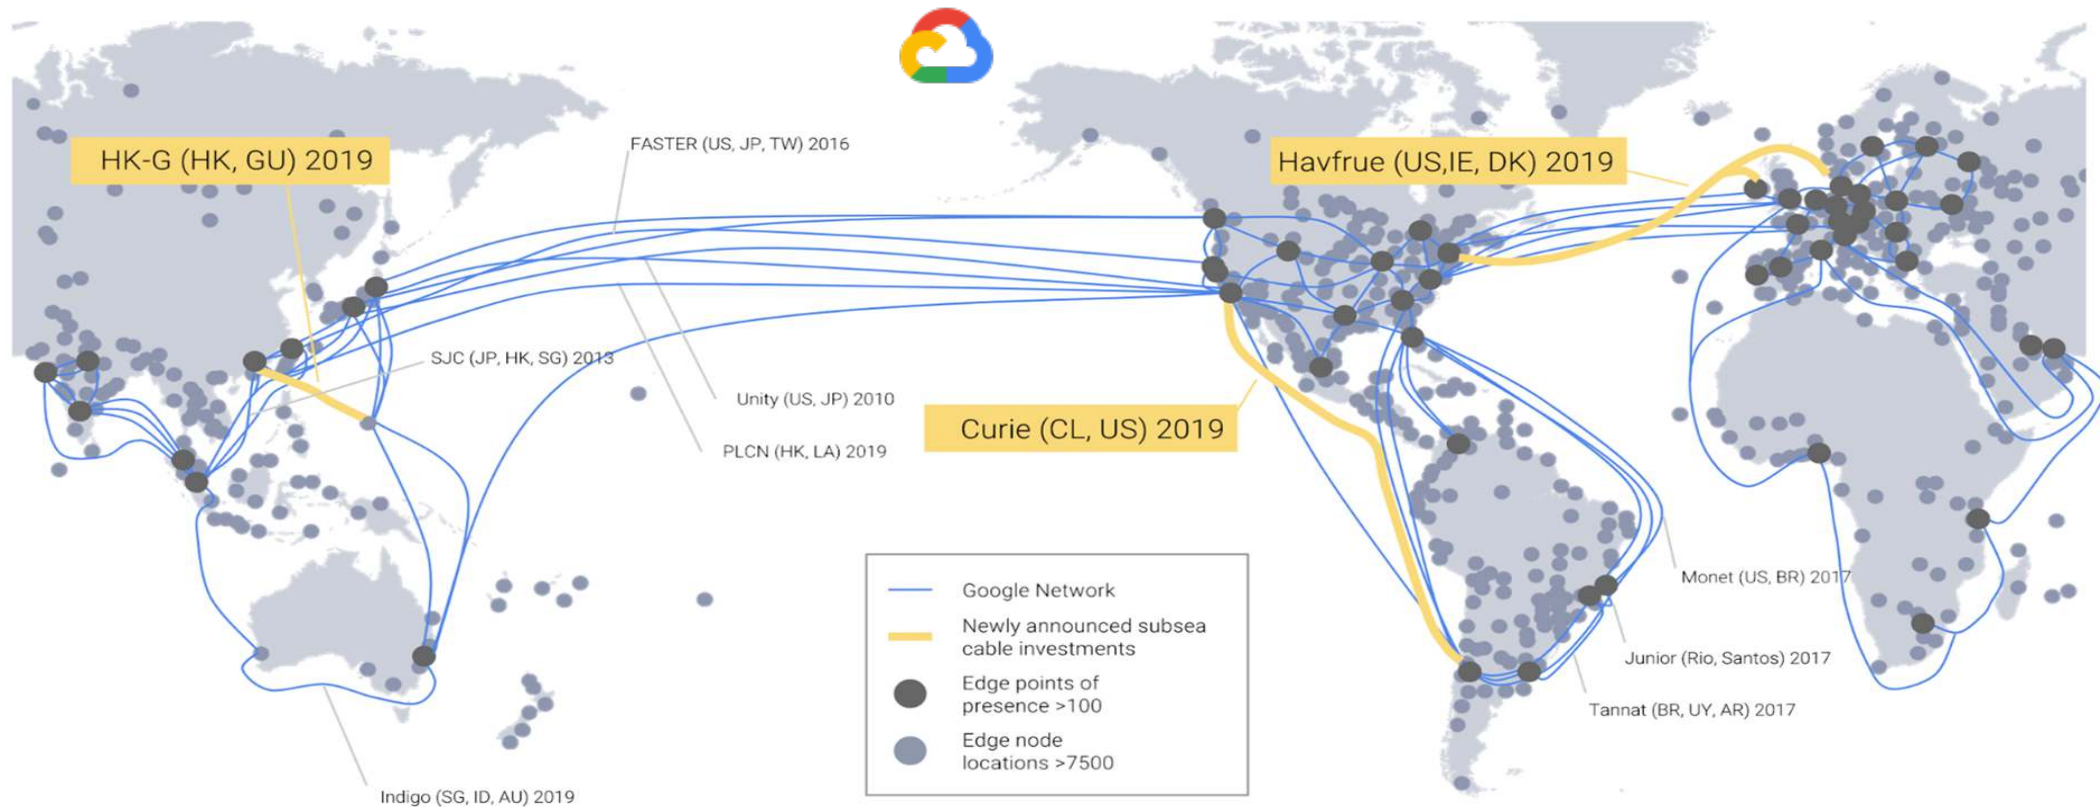 HK-G (HK, GU) 2019
FASTER (US, JP, TW) 2016
Havfrue (US,IE, DK) 2019
SJC (JP, HK, SG) 2013
Unity (US, JP) 2010
PLCN (HK, LA) 2019
Curie (CL, US) 2019
Monet (US, BR) 2017
Junior (Rio, Santos) 2017
Tannat (BR, UY, AR) 2017
Indigo (SG, ID, AU) 2019
Google Network
Newly announced subsea
cable investments
Edge points of
presence >100
Edge node
locations >7500